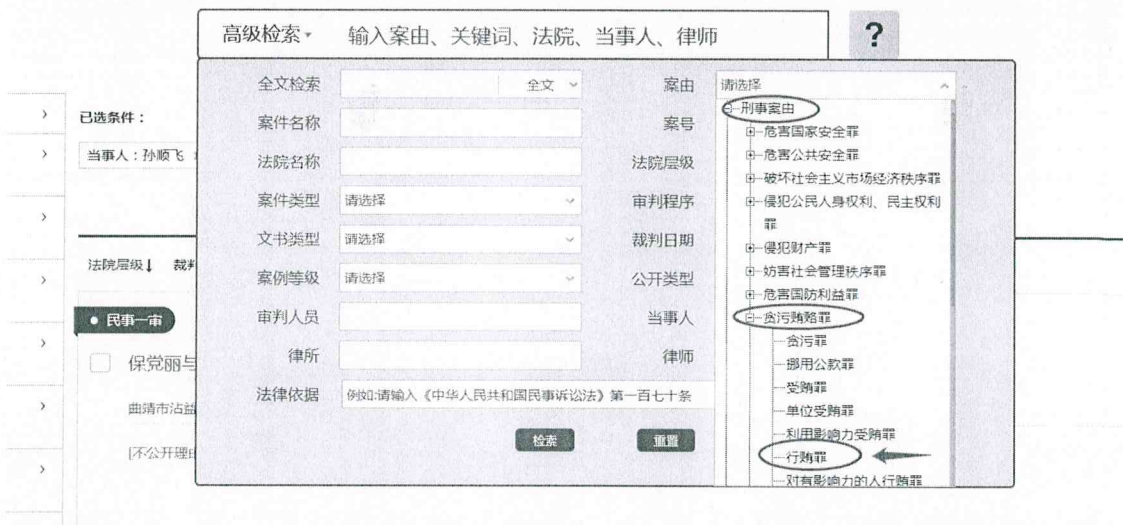 高级检索 输入案由、关键词、法院、当事人、律师 ?
已选条件：
当事人：孙顺飞
法院层级↓ 裁判
民事一审
保党丽与
曲靖市沾益
[不公开理由
全文检索 全文
案件名称
法院名称
案件类型 请选择
文书类型 请选择
案例等级 请选择
审判人员
律所
法律依据 例如:请输入《中华人民共和国民事诉讼法》第一百七十条
检索 重置
案由 请选择
案号
法院层级
审判程序
裁判日期
公开类型
当事人
律师
刑事案由
危害国家安全罪
危害公共安全罪
破坏社会主义市场经济秩序罪
侵犯公民人身权利、民主权利
罪
侵犯财产罪
妨害社会管理秩序罪
危害国防利益罪
贪污贿赂罪
贪污罪
挪用公款罪
受贿罪
单位受贿罪
利用影响力受贿罪
行贿罪
对有影响力的人行贿罪